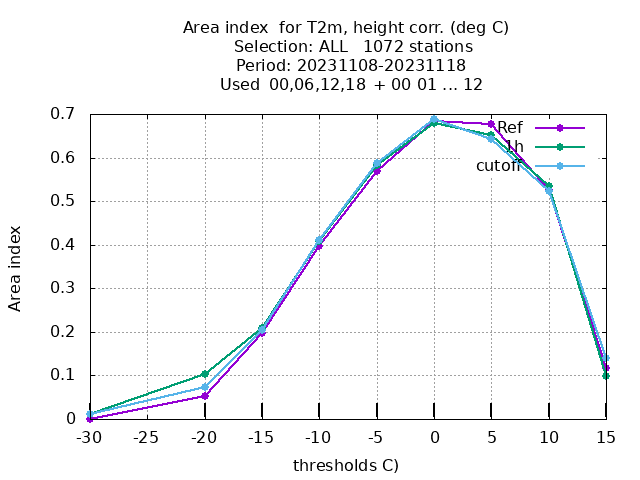 Area index  for T2m, height corr. (deg C)
Selection: ALL   1072 stations
Period: 20231108-20231118
Used  00,06,12,18  + 00 01 ... 12
0.7
0.6
0.5
0.4
0.3
0.2
0.1
0
Area index
Ref
1h
cutoff
-30 -25 -20 -15 -10 -5 0 5 10 15
thresholds C)